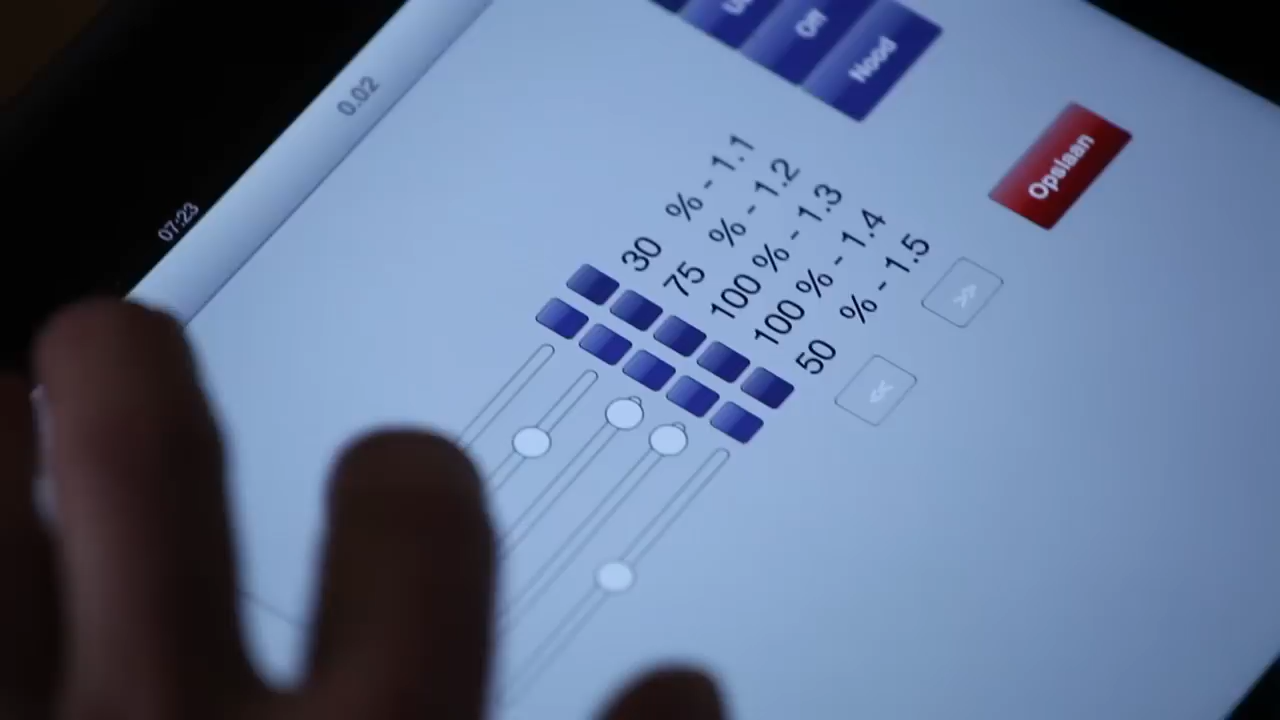 07:23
0.02
Off
Nood
Opslaan
30 % - 1.1
75 % - 1.2
100 % - 1.3
100 % - 1.4
50 % - 1.5
>>
<<